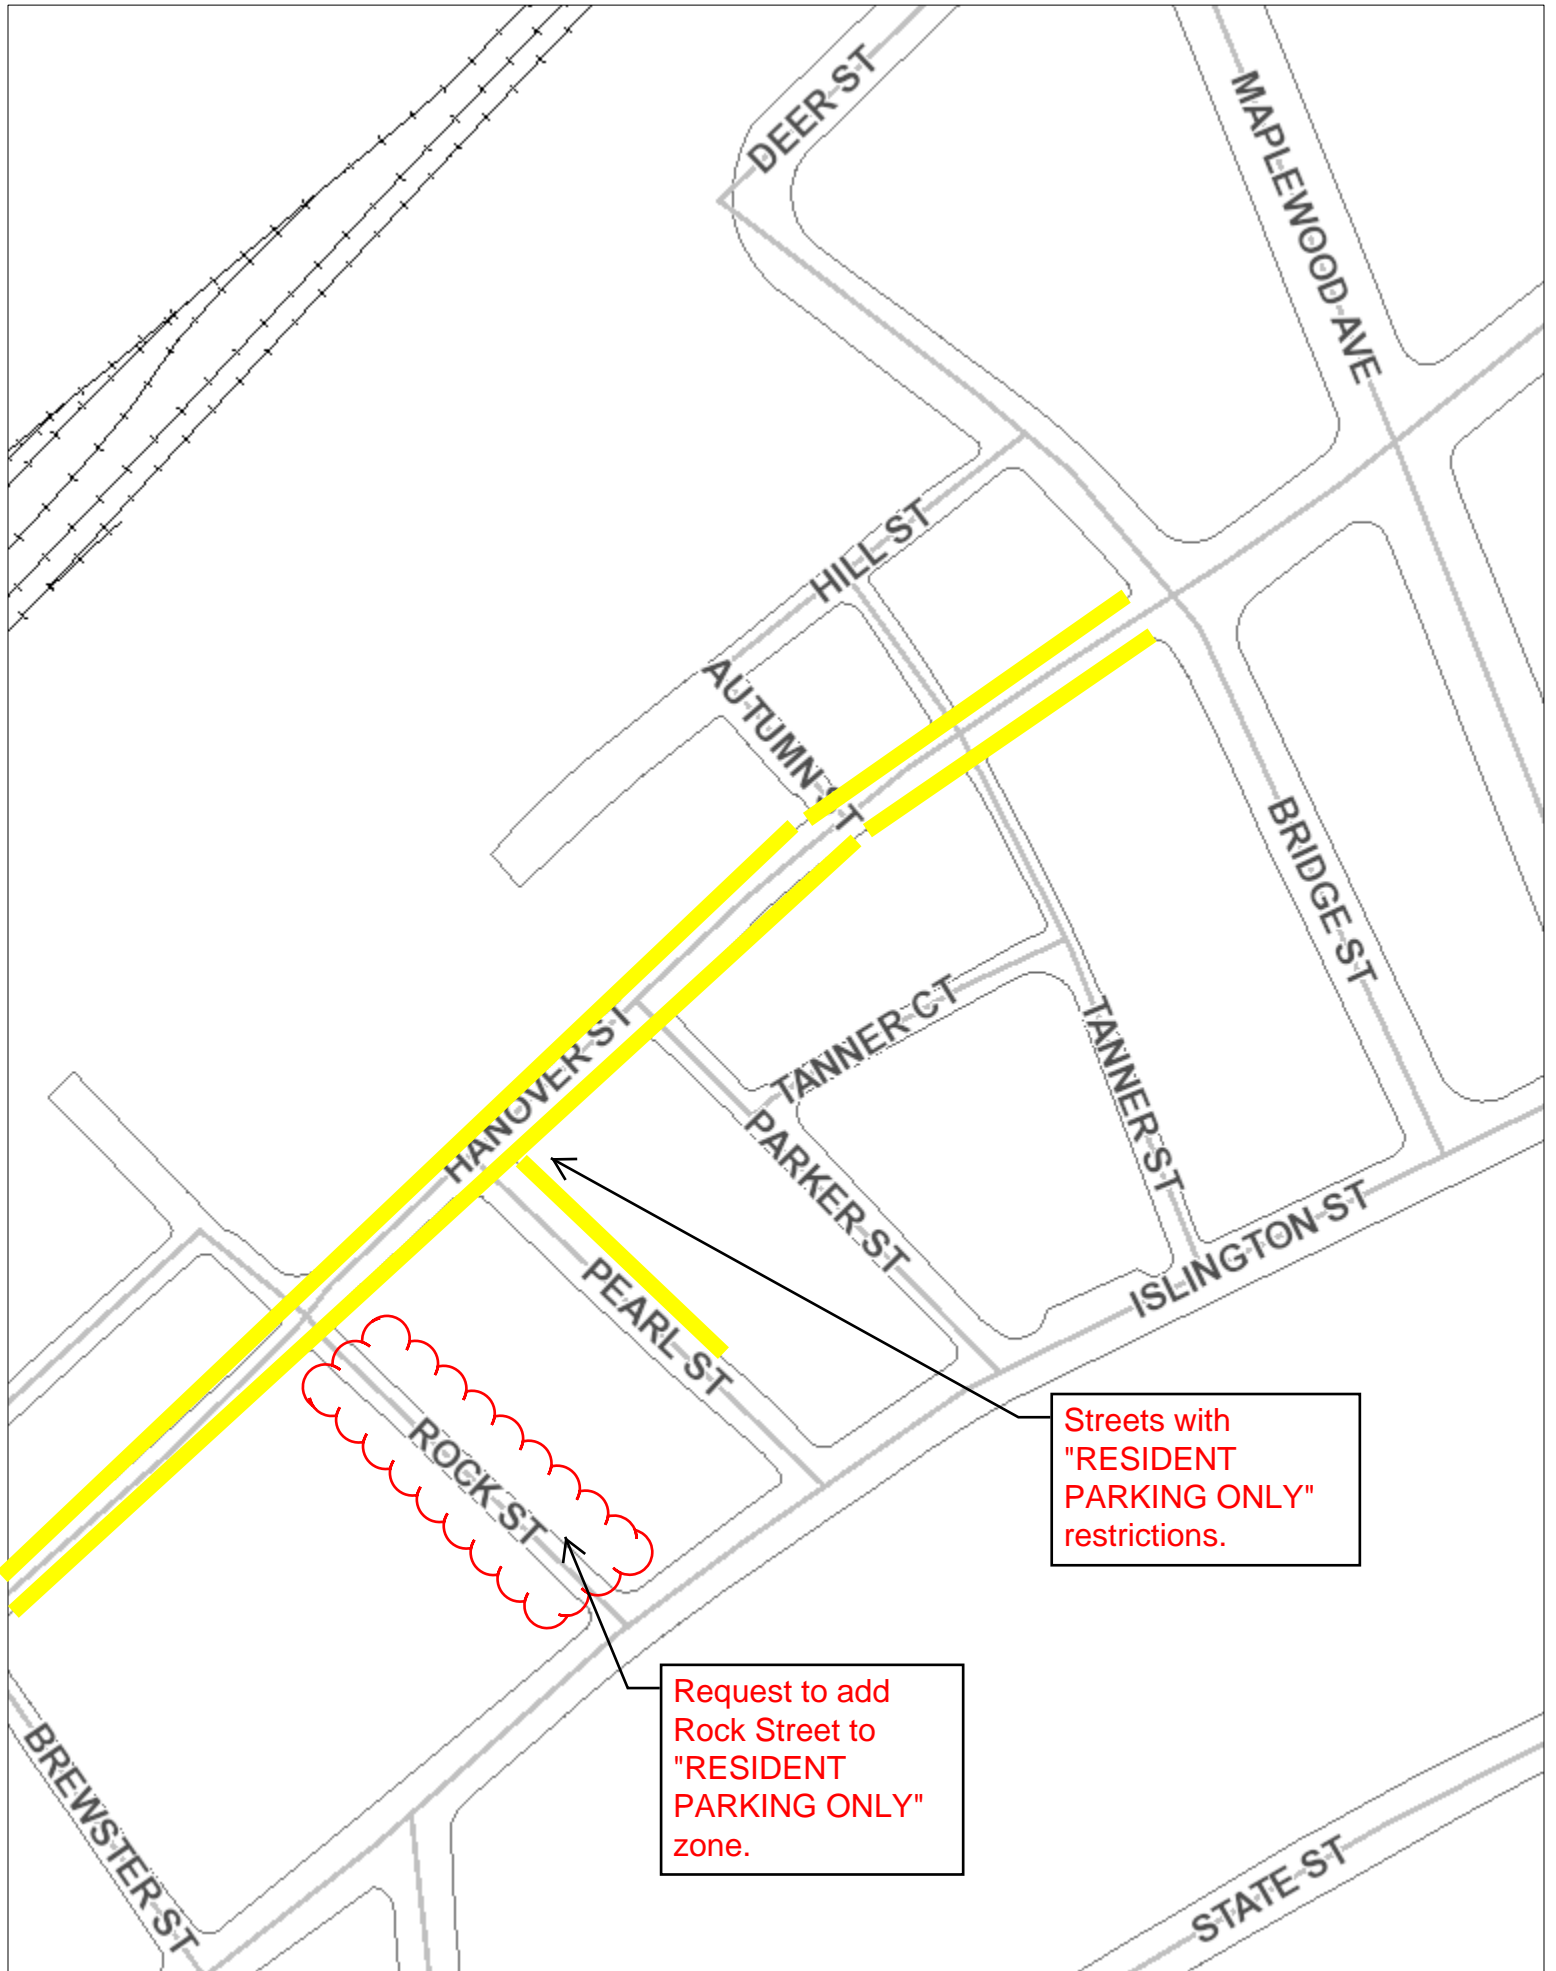 DEER ST
MAPLEWOOD AVE
HILL ST
AUTUMN ST
BRIDGE ST
TANNER CT
HANOVER ST
TANNER ST
PARKER ST
ISLINGTON ST
PEARL ST
ROCK ST
Streets with
"RESIDENT
PARKING ONLY"
restrictions.
Request to add
Rock Street to
"RESIDENT
PARKING ONLY"
zone.
BREWSTER ST
STATE ST